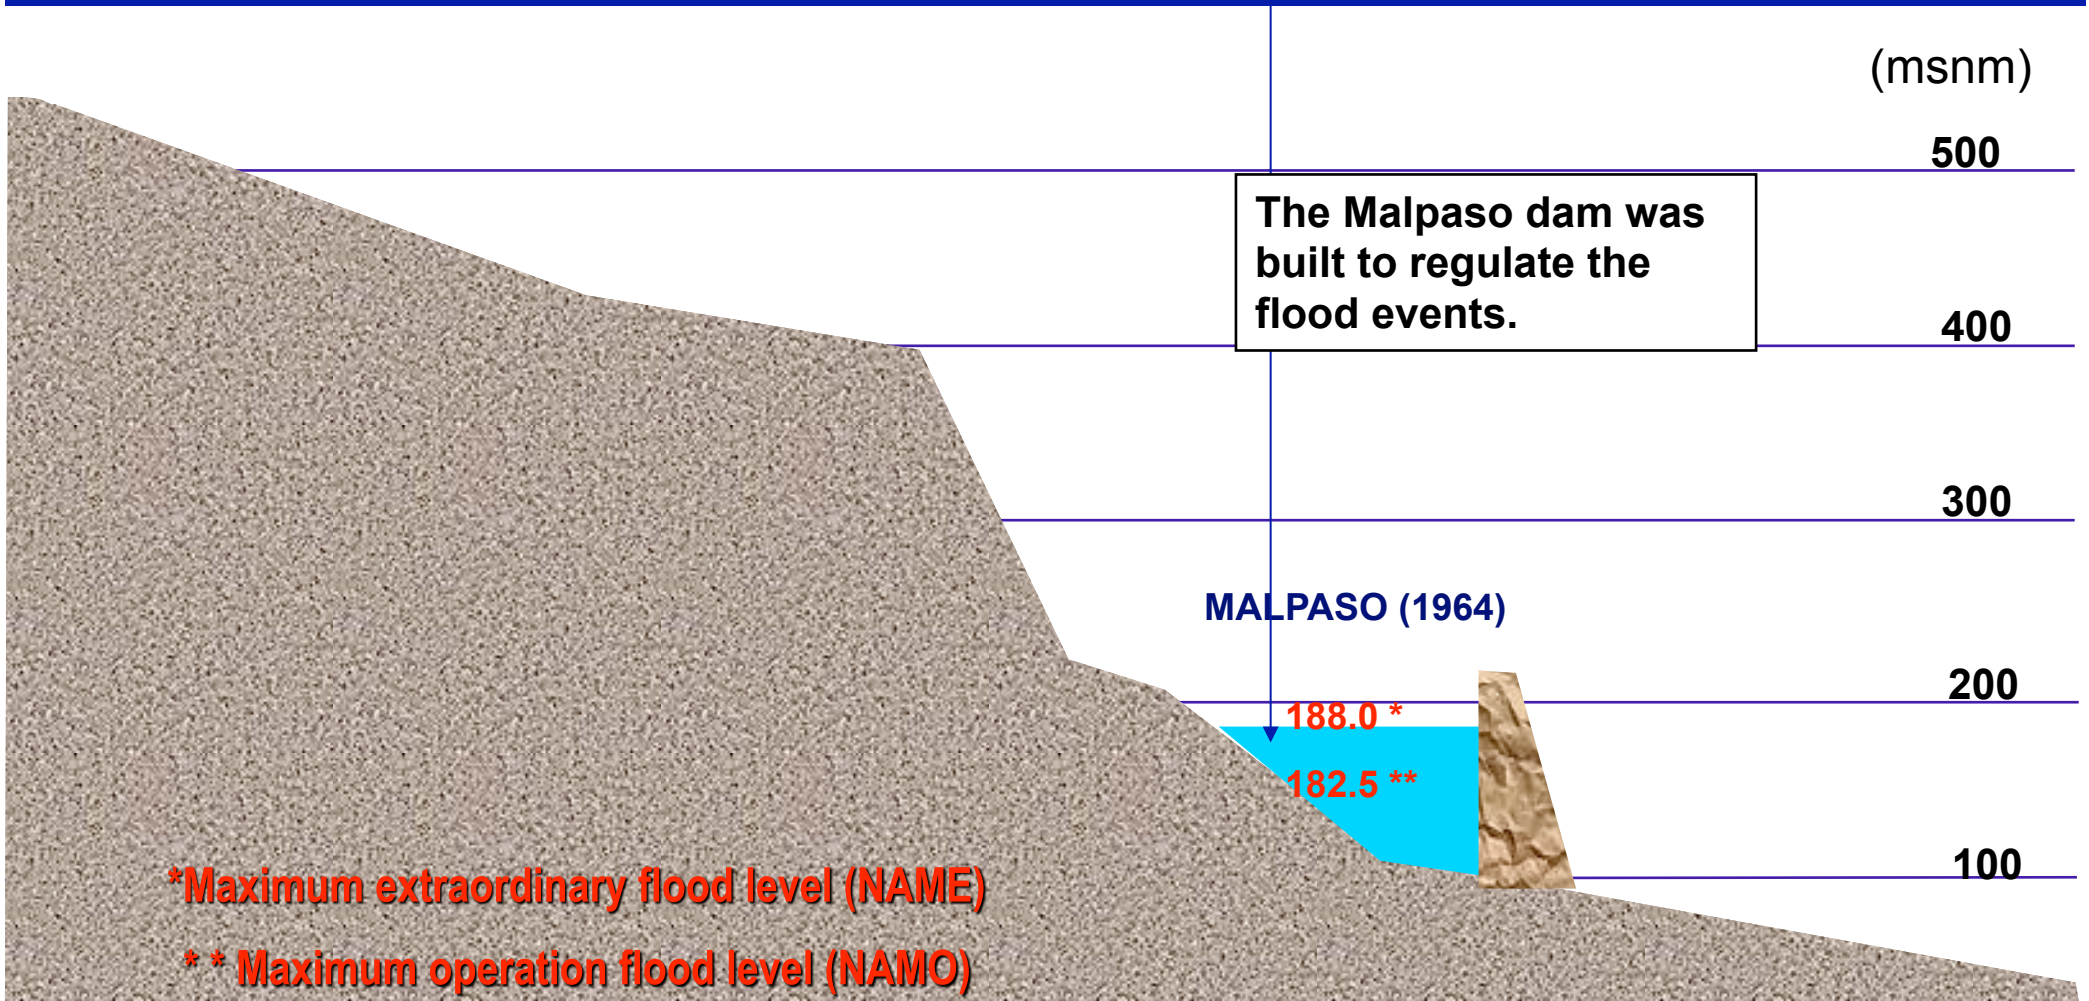 (msnm)
500
The Malpaso dam was
built to regulate the
flood events.
400
300
MALPASO (1964)
200
188.0 *
182.5 **
100
*Maximum extraordinary flood level (NAME)
* * Maximum operation flood level (NAMO)